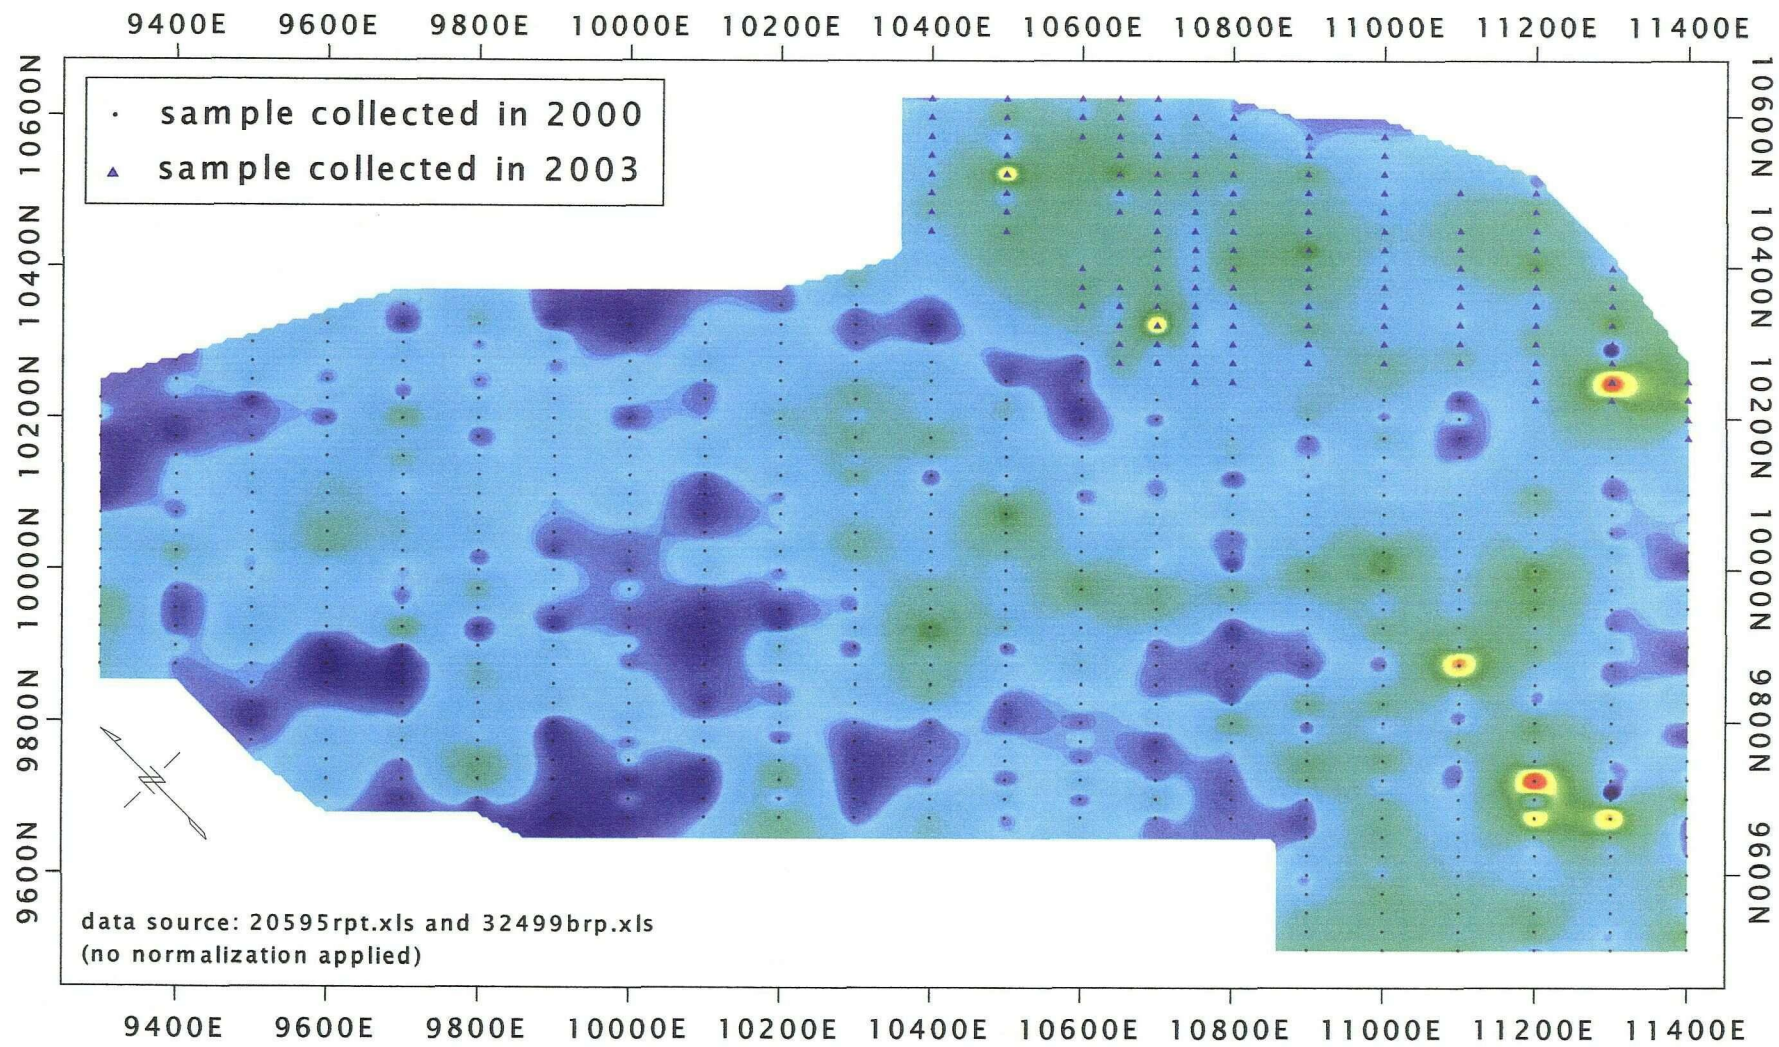 9400E 9600E 9800E 10000E 10200E 10400E 10600E 10800E 11000E 11200E 11400E
sample collected in 2000
sample collected in 2003
10600N
10400N
10200N
10000N
9800N
9600N
10600N
10400N
10200N
10000N
9800N
9600N
data source: 20595rpt.xls and 32499brp.xls
(no normalization applied)
9400E 9600E 9800E 10000E 10200E 10400E 10600E 10800E 11000E 11200E 11400E